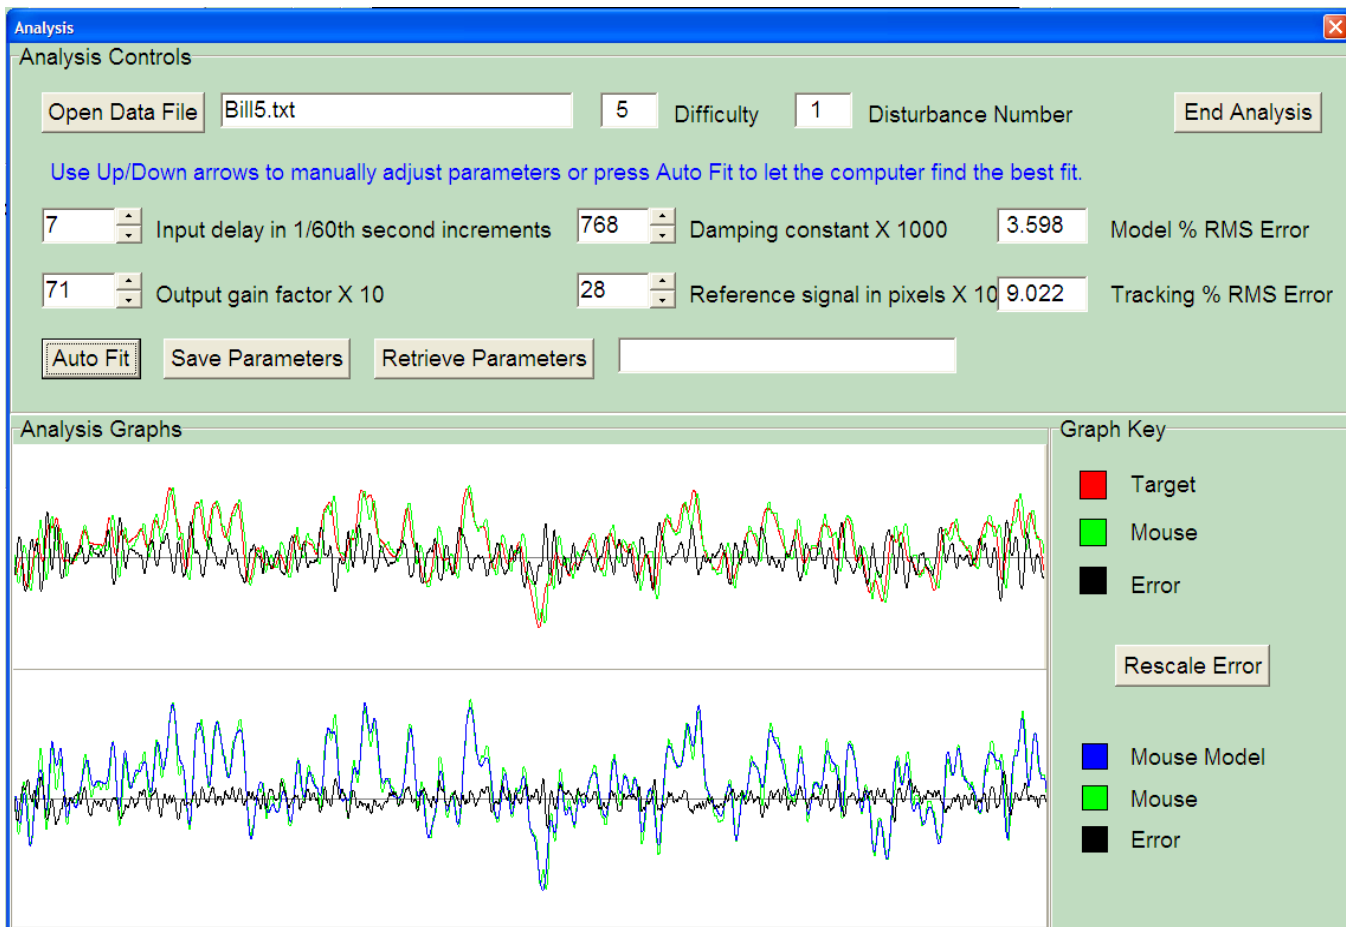 Analysis
Analysis Controls
Open Data File Bill5.txt 5 Difficulty 1 Disturbance Number End Analysis
Use Up/Down arrows to manually adjust parameters or press Auto Fit to let the computer find the best fit.
7 Input delay in 1/60th second increments 768 Damping constant X 1000 3.598 Model % RMS Error
71 Output gain factor X 10 28 Reference signal in pixels X 10 9.022 Tracking % RMS Error
Auto Fit Save Parameters Retrieve Parameters
Analysis Graphs
Graph Key
Target
Mouse
Error
Rescale Error
Mouse Model
Mouse
Error